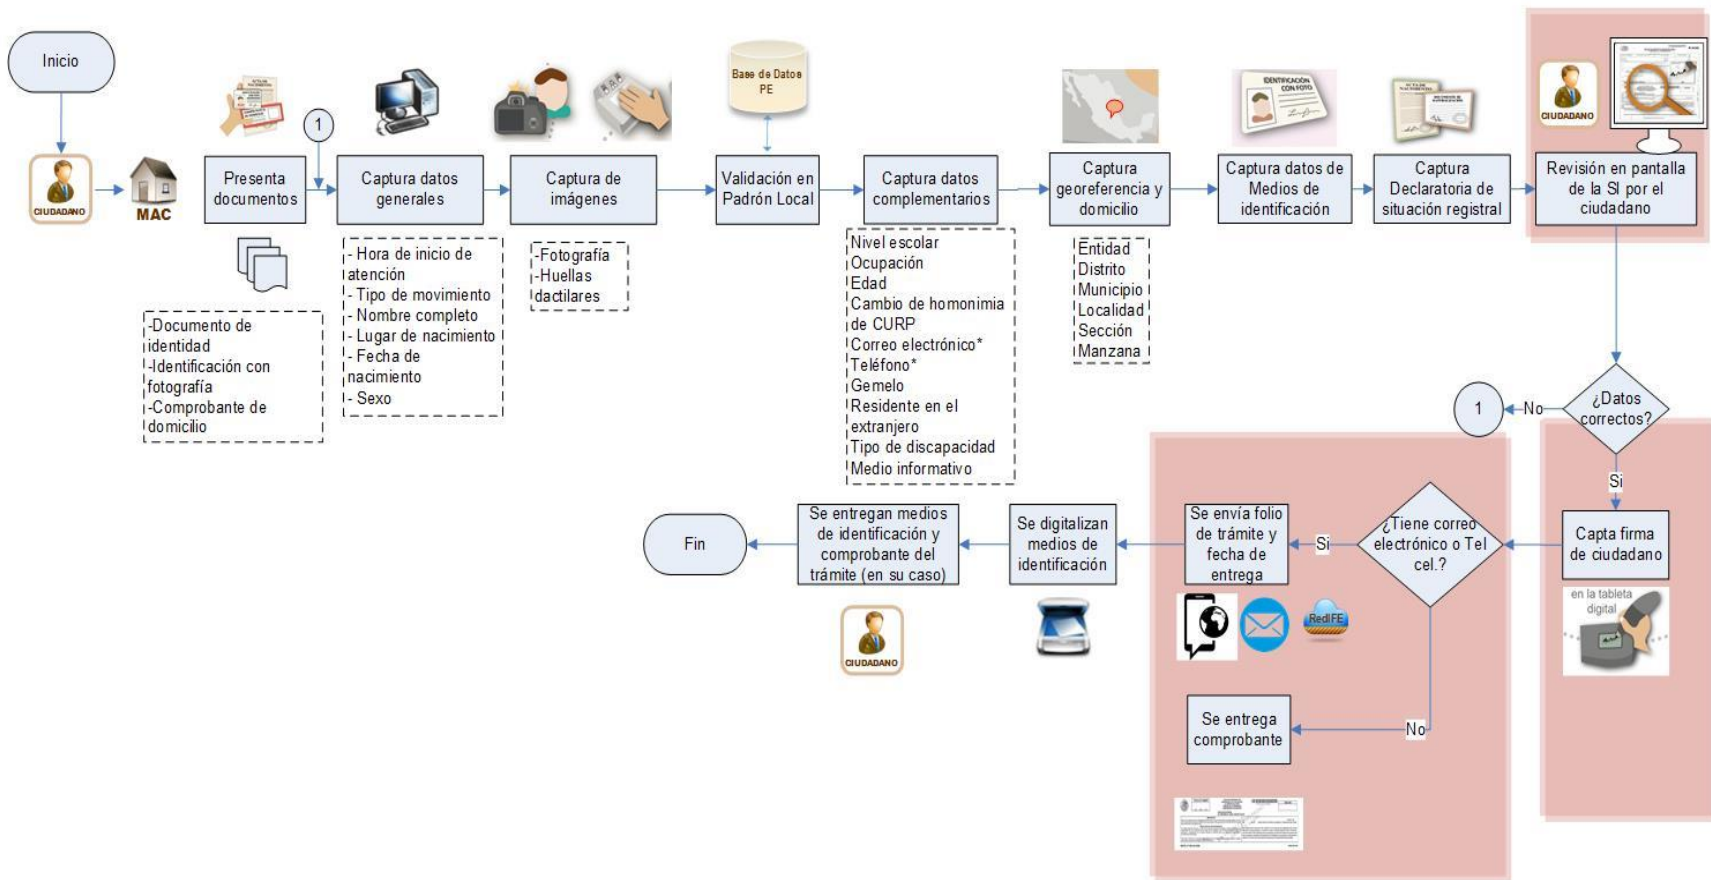 Inicio
CIUDADANO
MAC
Presenta
documentos
-Documento de
identidad
-Identificación con
fotografía
-Comprobante de
domicilio
1
Captura datos
generales
- Hora de inicio de
atención
- Tipo de movimiento
- Nombre completo
- Lugar de nacimiento
- Fecha de
nacimiento
- Sexo
Captura de
imágenes
-Fotografía
-Huellas
dactilares
Base de Datos
PE
Validación en
Padrón Local
Captura datos
complementarios
Nivel escolar
Ocupación
Edad
Cambio de homonimia
de CURP
Correo electrónico*
Teléfono*
Gemelo
Residente en el
extranjero
Tipo de discapacidad
Medio informativo
Captura
georeferencia y
domicilio
Entidad
Distrito
Municipio
Localidad
Sección
Manzana
IDENTIFICACIÓN
CON FOTO
Captura datos de
Medios de
identificación
ACTA DE
NACIMIENTO
Captura
Declaratoria de
situación registral
CIUDADANO
Revisión en pantalla
de la SI por el
ciudadano
¿Datos
correctos?
No
1
Si
Capta firma
de ciudadano
en la tableta
digital
¿Tiene correo
electrónico o Tel
cel.?
Si
Se envía folio
de trámite y
fecha de
entrega
RedIFE
No
Se entrega
comprobante
Se digitalizan
medios de
identificación
Se entregan medios
de identificación y
comprobante del
trámite (en su caso)
CIUDADANO
Fin